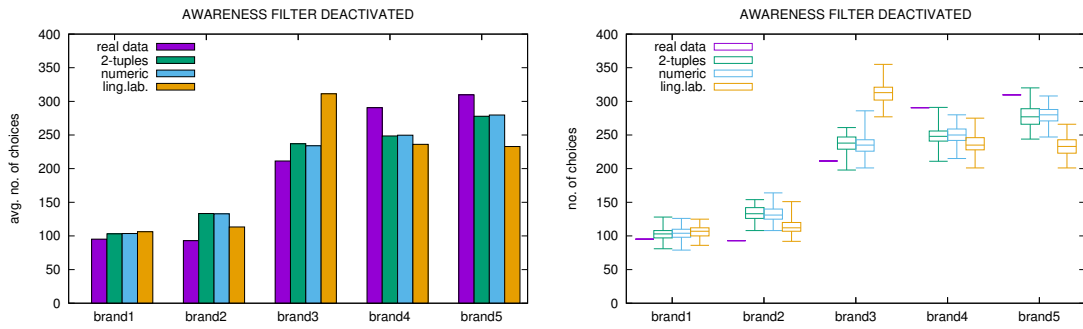 AWARENESS FILTER DEACTIVATED
avg. no. of choices
400
350
300
250
200
150
100
50
0
real data
2-tuples
numeric
ling.lab.
brand1 brand2 brand3 brand4 brand5
AWARENESS FILTER DEACTIVATED
no. of choices
400
350
300
250
200
150
100
50
0
real data
2-tuples
numeric
ling.lab.
brand1 brand2 brand3 brand4 brand5